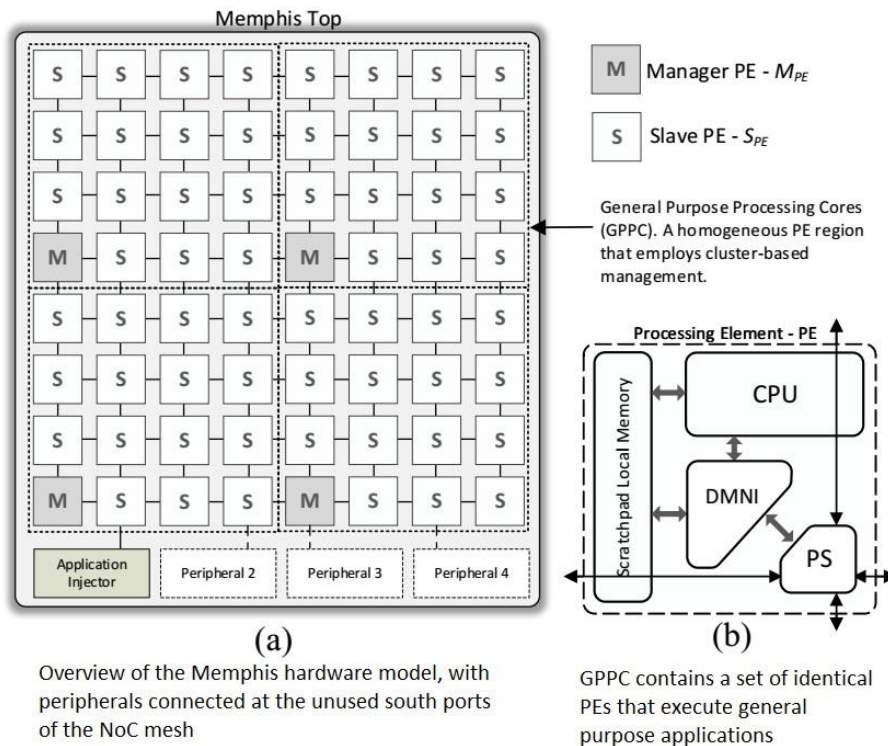 Memphis Top
S S S S S S S S
S S S S S S S S
S S S S S S S S
M S S S M S S S
S S S S S S S S
S S S S S S S S
S S S S S S S S
M S S S M S S S
Application
Injector
Peripheral 2
Peripheral 3
Peripheral 4
M Manager PE - MPE
S Slave PE - SPE
General Purpose Processing Cores
(GPPC). A homogeneous PE region
that employs cluster-based
management.
Processing Element - PE
Scratchpad Local Memory
CPU
DMNI
PS
(a)
Overview of the Memphis hardware model, with
peripherals connected at the unused south ports
of the NoC mesh
(b)
GPPC contains a set of identical
PEs that execute general
purpose applications